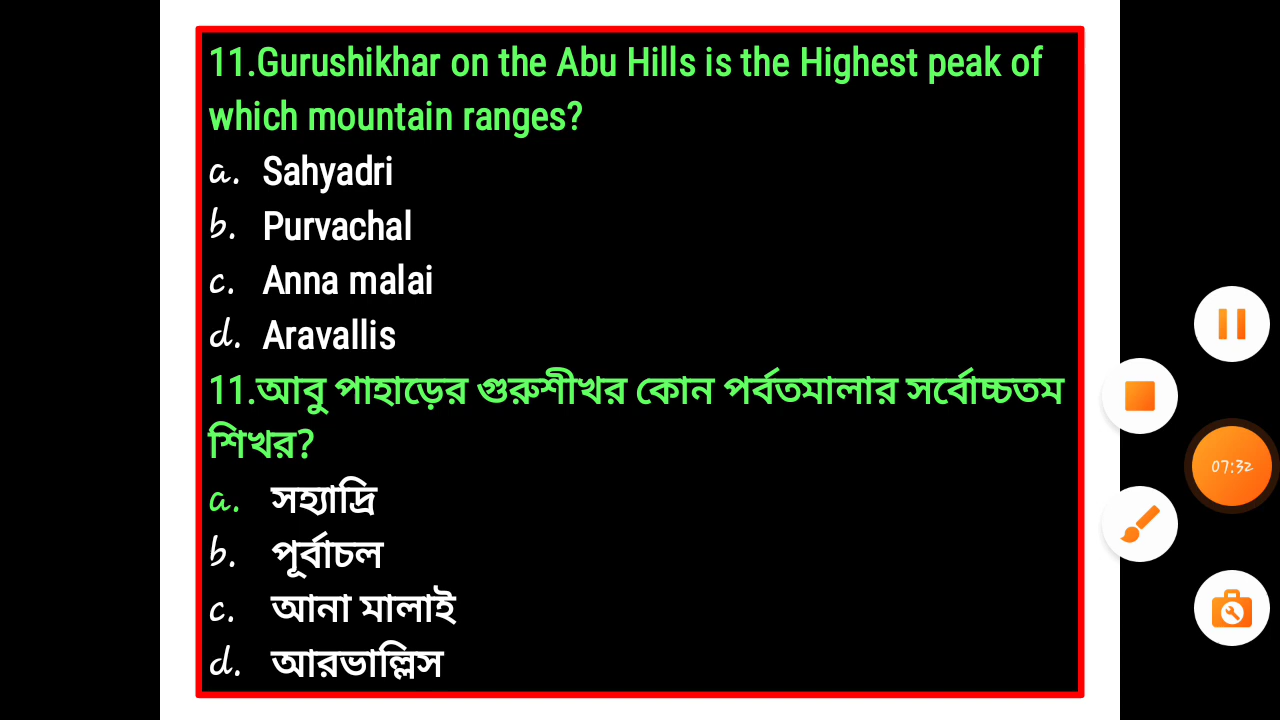 11.Gurushikhar on the Abu Hills is the Highest peak of
which mountain ranges?
a. Sahyadri
b. Purvachal
c. Anna malai
d. Aravallis
11.আবু পাহাড়ের গুরুশীখর কোন পর্বতমালার সর্বোচ্চতম
শিখর?
a. সহ্যাদ্রি
b. পূর্বাচল
c. আনা মালাই
d. আরভাল্লিস
07:32